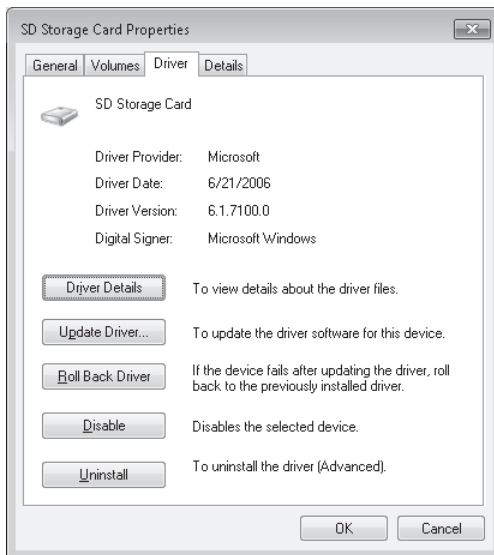 SD Storage Card Properties
General Volumes Driver Details
SD Storage Card
Driver Provider: Microsoft
Driver Date: 6/21/2006
Driver Version: 6.1.7100.0
Digital Signer: Microsoft Windows
Driver Details To view details about the driver files.
Update Driver... To update the driver software for this device.
Roll Back Driver If the device fails after updating the driver, roll
back to the previously installed driver.
Disable Disables the selected device.
Uninstall To uninstall the driver (Advanced).
OK Cancel